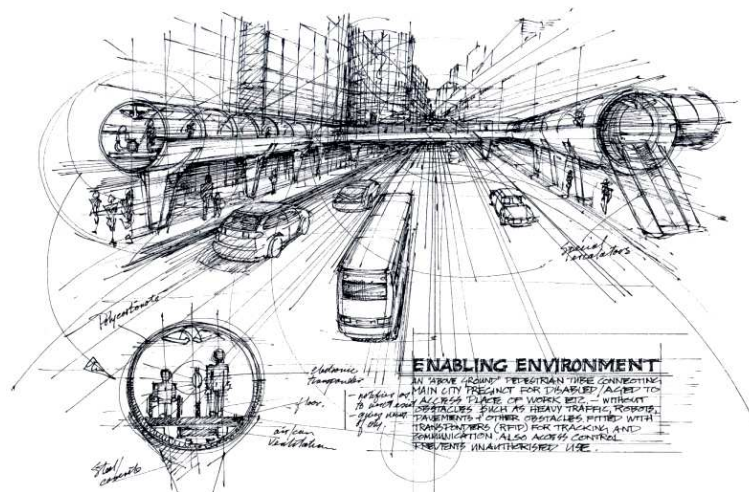 Special
Escalators
Polycarbonate
electronic
transponder
floor.
air/con
ventilation
Steel/
ENABLING ENVIRONMENT
AN 'ABOVE GROUND' PEDESTRIAN TUBE CONNECTING
MAIN CITY PRECINCT FOR DISABLED/AGED TO
ACCESS PLACE OF WORK ETC. – WITHOUT
OBSTACLES SUCH AS HEAVY TRAFFIC, ROBOTS,
PAVEMENTS + OTHER OBSTACLES. FITTED WITH
TRANSPONDERS (RFID) FOR TRACKING AND
COMMUNICATION. ALSO ACCESS CONTROL
PREVENTS UNAUTHORISED USE.